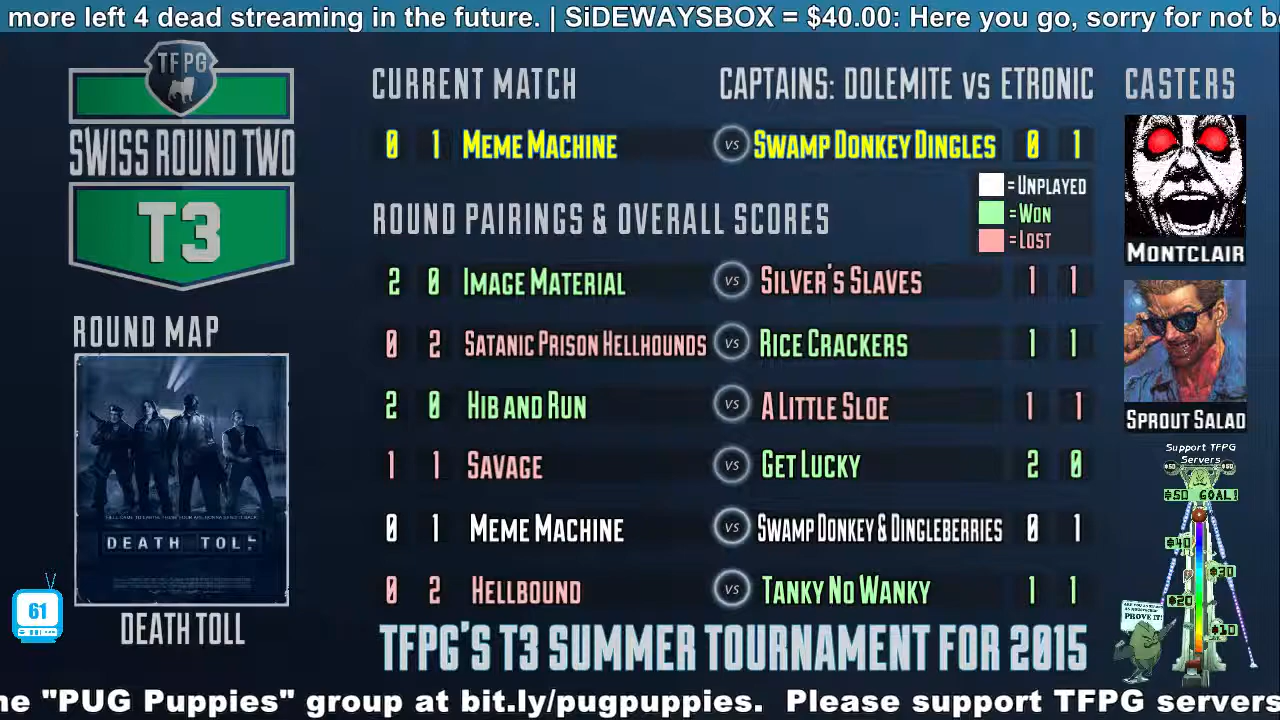 more left 4 dead streaming in the future. | SiDEWAYSBOX = $40.00: Here you go, sorry for not b
TFPG
SWISS ROUND TWO
T3
ROUND MAP
DEATH TOLL
DEATH TOLL
61
CURRENT MATCH
CAPTAINS: DOLEMITE VS ETRONIC
0 1 MEME MACHINE VS SWAMP DONKEY DINGLES 0 1
=UNPLAYED
=WON
=LOST
ROUND PAIRINGS & OVERALL SCORES
2 0 IMAGE MATERIAL VS SILVER'S SLAVES 1 1
0 2 SATANIC PRISON HELLHOUNDS VS RICE CRACKERS 1 1
2 0 HIB AND RUN VS A LITTLE SLOE 1 1
1 1 SAVAGE VS GET LUCKY 2 0
0 1 MEME MACHINE VS SWAMP DONKEY & DINGLEBERRIES 0 1
0 2 HELLBOUND VS TANKY NO WANKY 1 1
TFPG'S T3 SUMMER TOURNAMENT FOR 2015
CASTERS
MONTCLAIR
SPROUT SALAD
Support TFPG
Servers
$50 GOAL!
$40
$30
$20
$10
PROVE IT!
he "PUG Puppies" group at bit.ly/pugpuppies. Please support TFPG servers